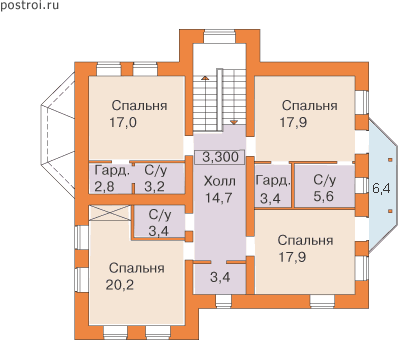 postroi.ru
Спальня
17,0
Спальня
17,9
3,300
Гард.
2,8
С/у
3,2
Холл
14,7
Гард.
3,4
С/у
5,6
6,4
С/у
3,4
Спальня
20,2
Спальня
17,9
3,4